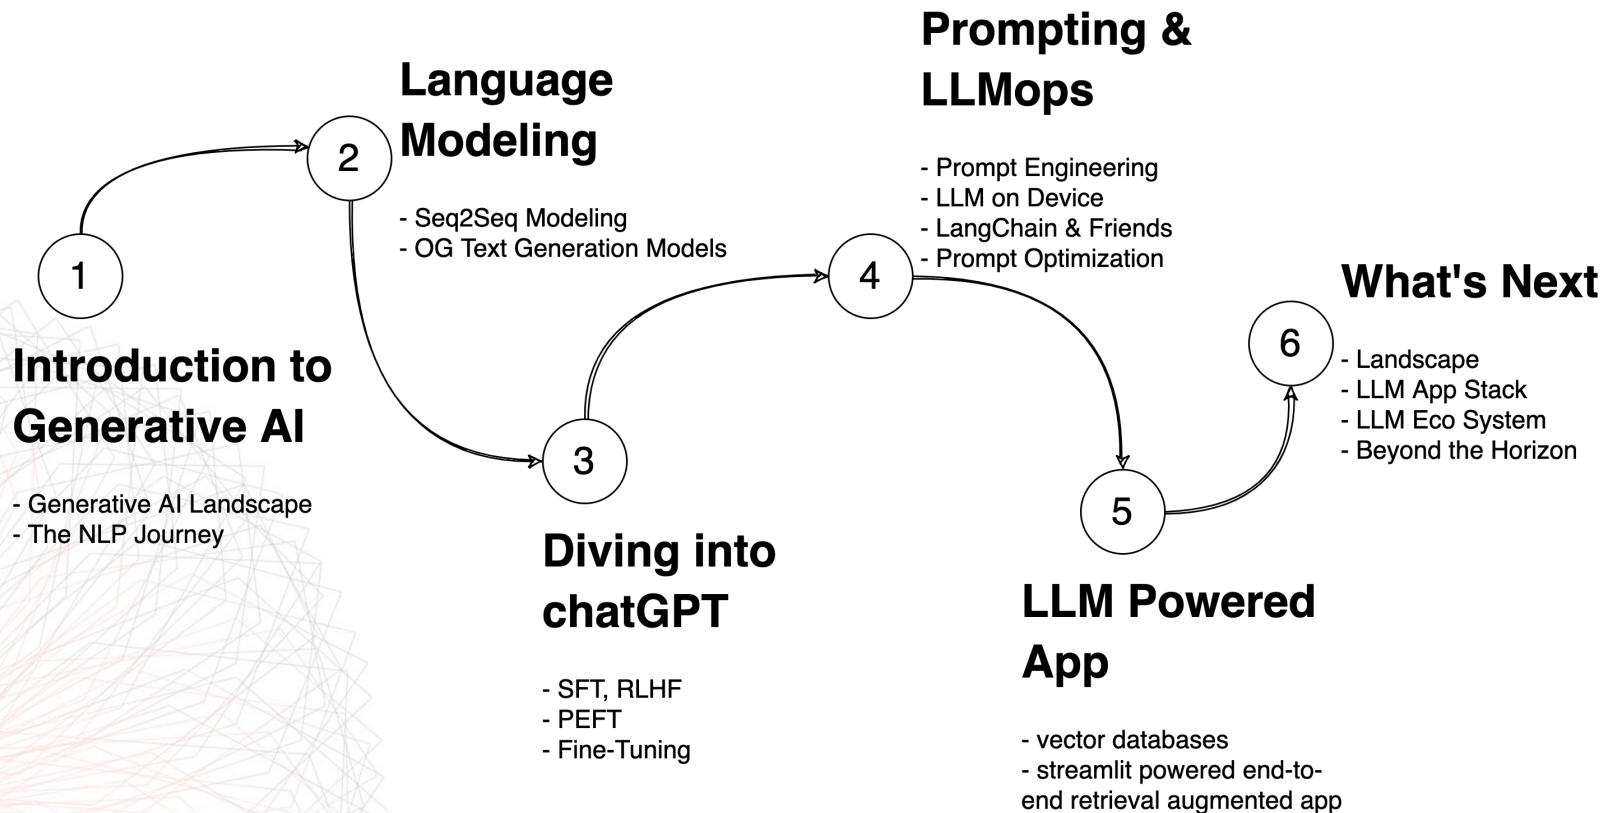 1
Introduction to
Generative AI
- Generative AI Landscape
- The NLP Journey
2
Language
Modeling
- Seq2Seq Modeling
- OG Text Generation Models
3
Diving into
chatGPT
- SFT, RLHF
- PEFT
- Fine-Tuning
4
Prompting &
LLMops
- Prompt Engineering
- LLM on Device
- LangChain & Friends
- Prompt Optimization
5
LLM Powered
App
- vector databases
- streamlit powered end-to-
end retrieval augmented app
6
What's Next
- Landscape
- LLM App Stack
- LLM Eco System
- Beyond the Horizon